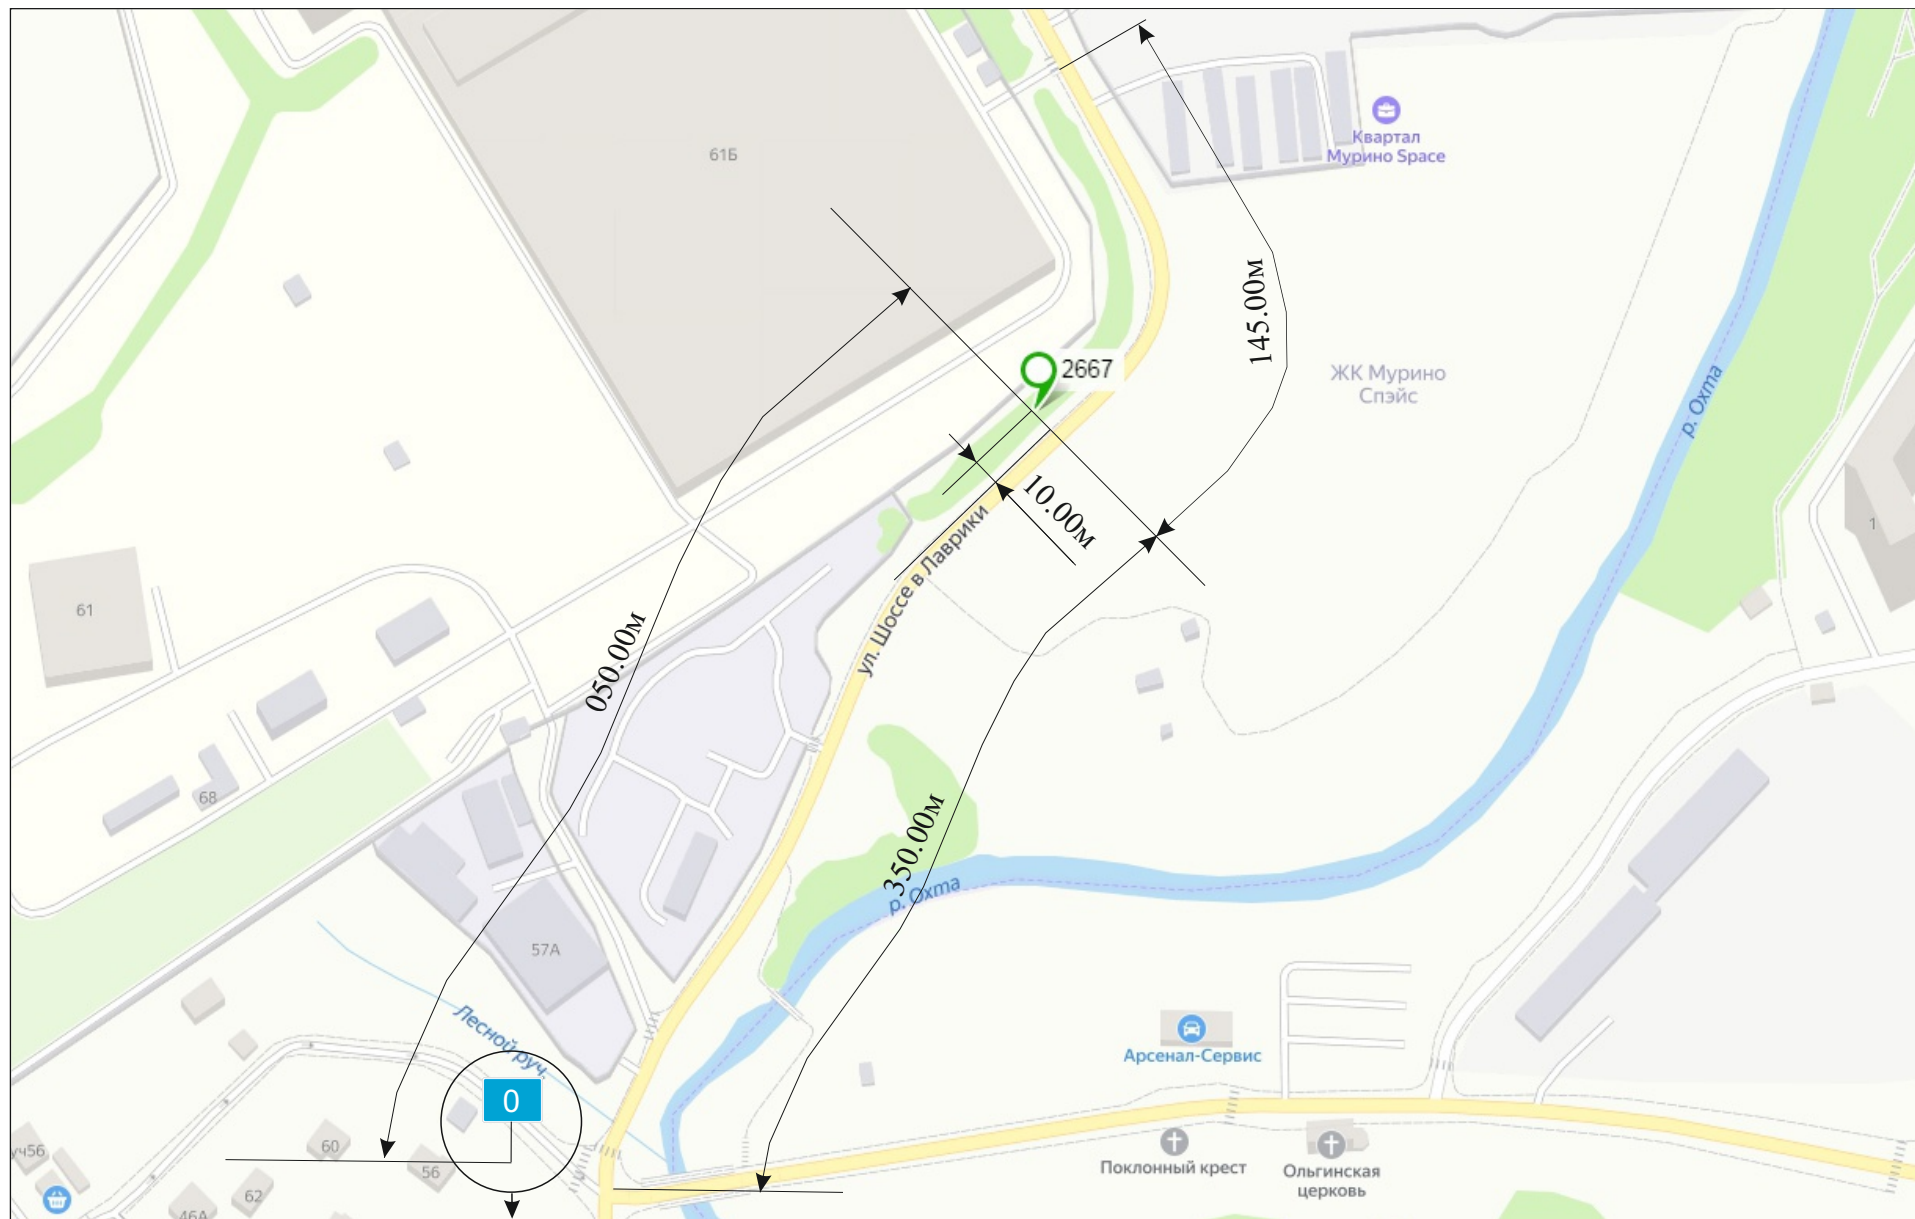 61Б
Квартал
Мурино Space
145.00м
2667
ЖК Мурино
Спэйс
р. Охта
10.00м
ул. Шоссе в Лаврики
1
61
050.00м
68
350.00м
р. Охта
57А
Лесной руч.
Арсенал-Сервис
0
уч56
60
56
62
46А
Поклонный крест
Ольгинская
церковь